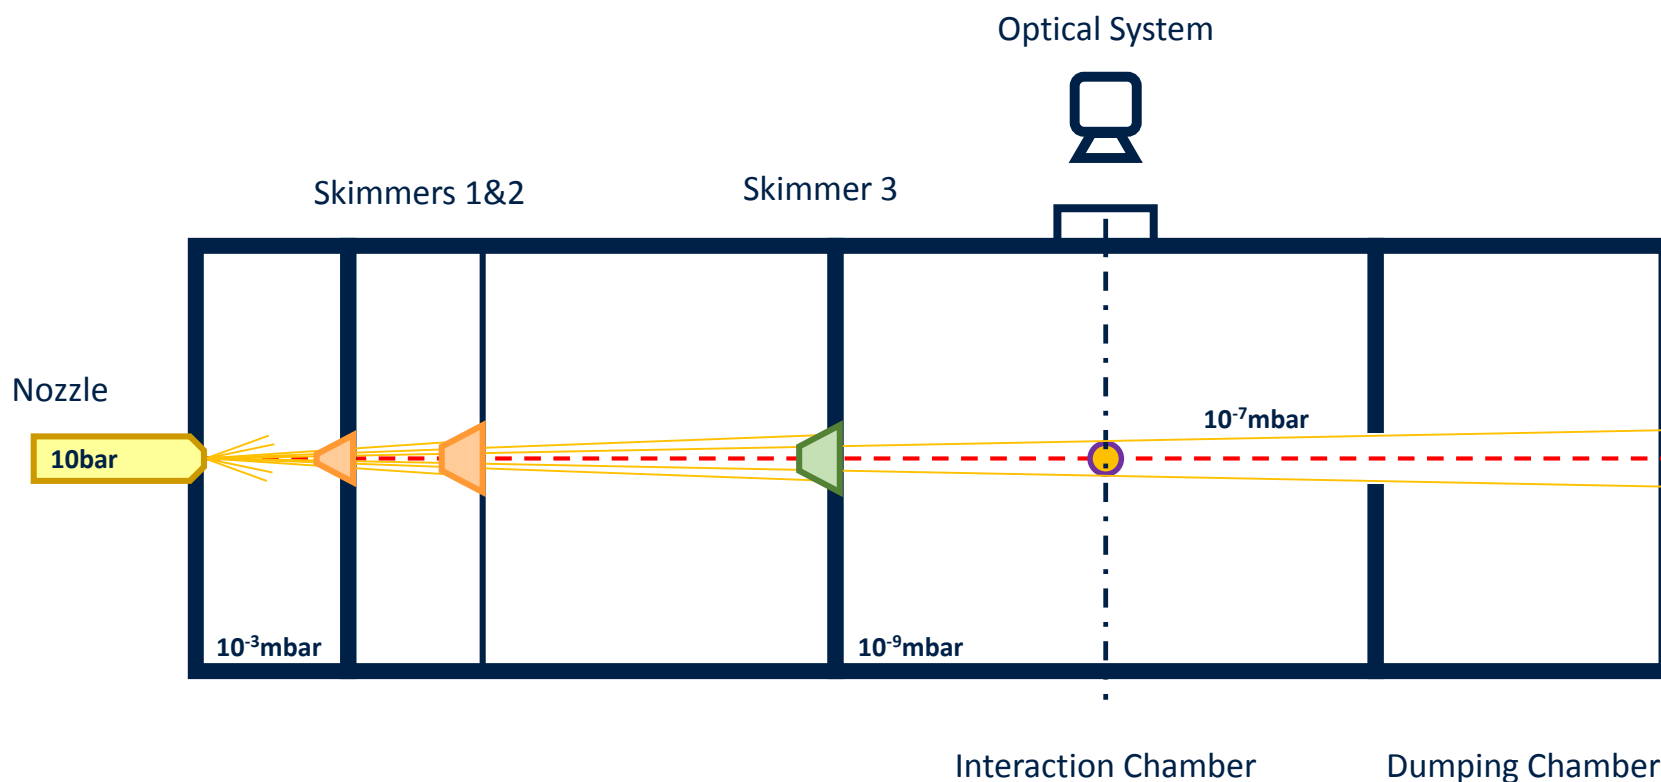 Optical System
Skimmers 1&2
Skimmer 3
Nozzle
10bar
10⁻⁷mbar
10⁻³mbar
10⁻⁹mbar
Interaction Chamber
Dumping Chamber